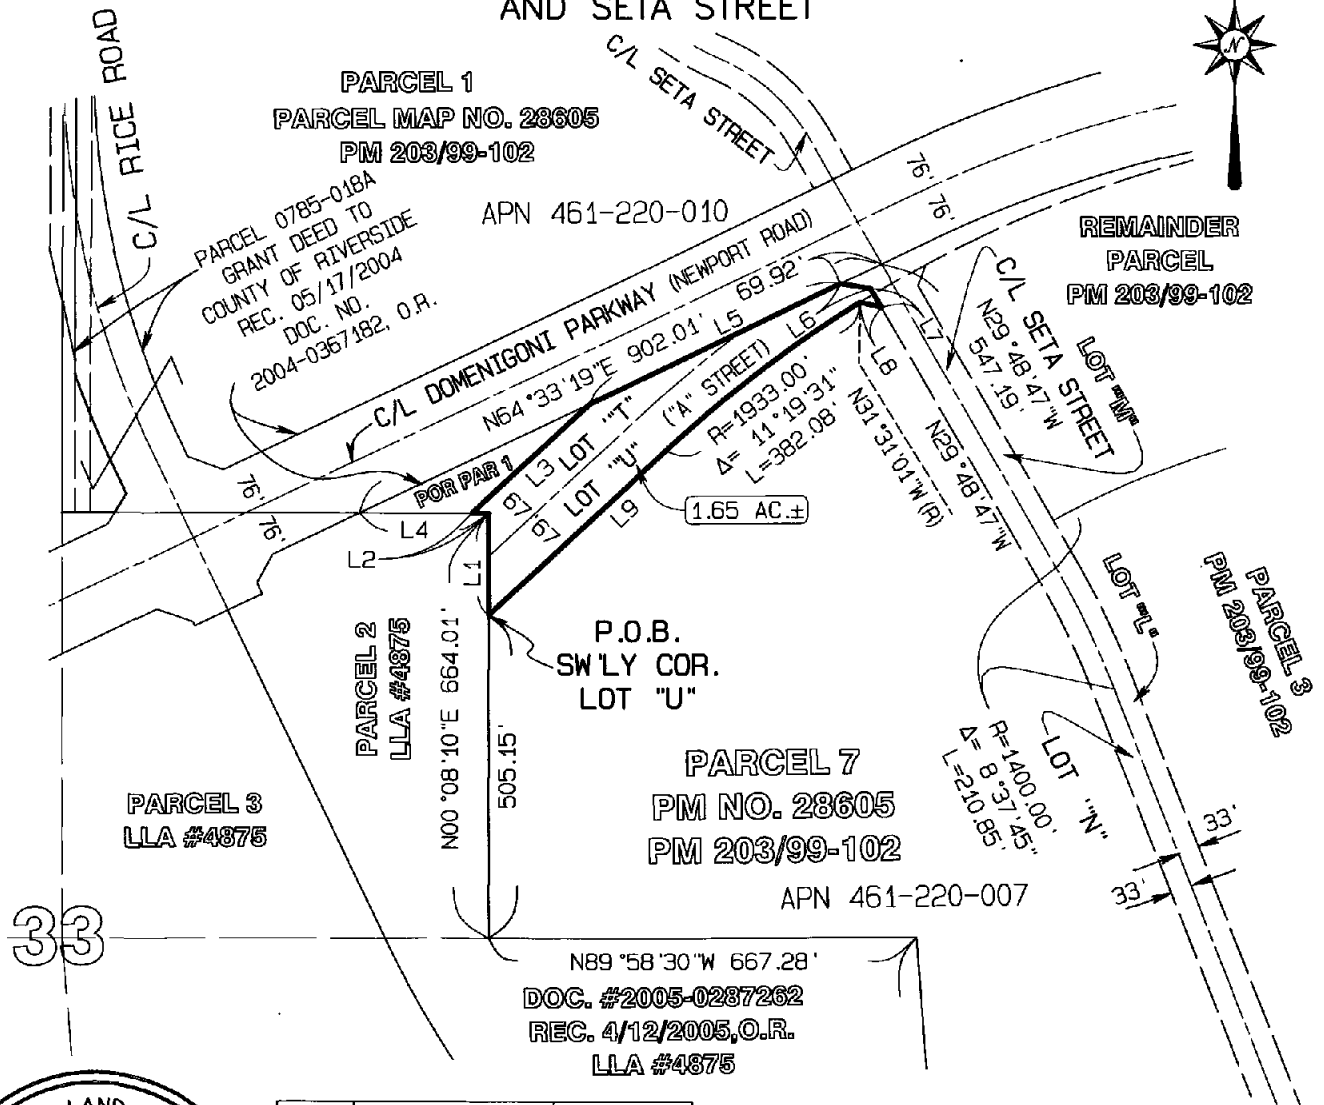 AND SETA STREET
C/L RICE ROAD
C/L SETA STREET
N
PARCEL 1
PARCEL MAP NO. 28605
PM 203/99-102
APN 461-220-010
PARCEL 0785-018A
GRANT DEED TO
COUNTY OF RIVERSIDE
REC. 05/17/2004
DOC. NO.
2004-0367182, O.R.
76'
76'
REMAINDER
PARCEL
PM 203/99-102
C/L DOMENIGONI PARKWAY (NEWPORT ROAD)
N64°33'19"E 902.01'
69.92'
L5
L6
L7
L8
C/L SETA STREET
N29°48'47"W
547.19'
LOT "M"
("A" STREET)
R=1933.00'
Δ= 11°19'31"
L=382.08'
N31°31'01"W(R)
N29°48'47"W
LOT "T"
L3
67.67
LOT "U"
L9
1.65 AC.±
POR PAR 1
76'
76'
L4
L2
L1
P.O.B.
SW'LY COR.
LOT "U"
PARCEL 2
LLA #4875
N00°08'10"E 664.01'
505.15'
LOT "L"
PARCEL 3
PM 203/99-102
R=1400.00'
Δ= 8°37'45"
L=210.85'
LOT "N"
33'
33'
PARCEL 3
LLA #4875
PARCEL 7
PM NO. 28605
PM 203/99-102
APN 461-220-007
33
N89°58'30"W 667.28'
DOC. #2005-0287262
REC. 4/12/2005,O.R.
LLA #4875
LAND